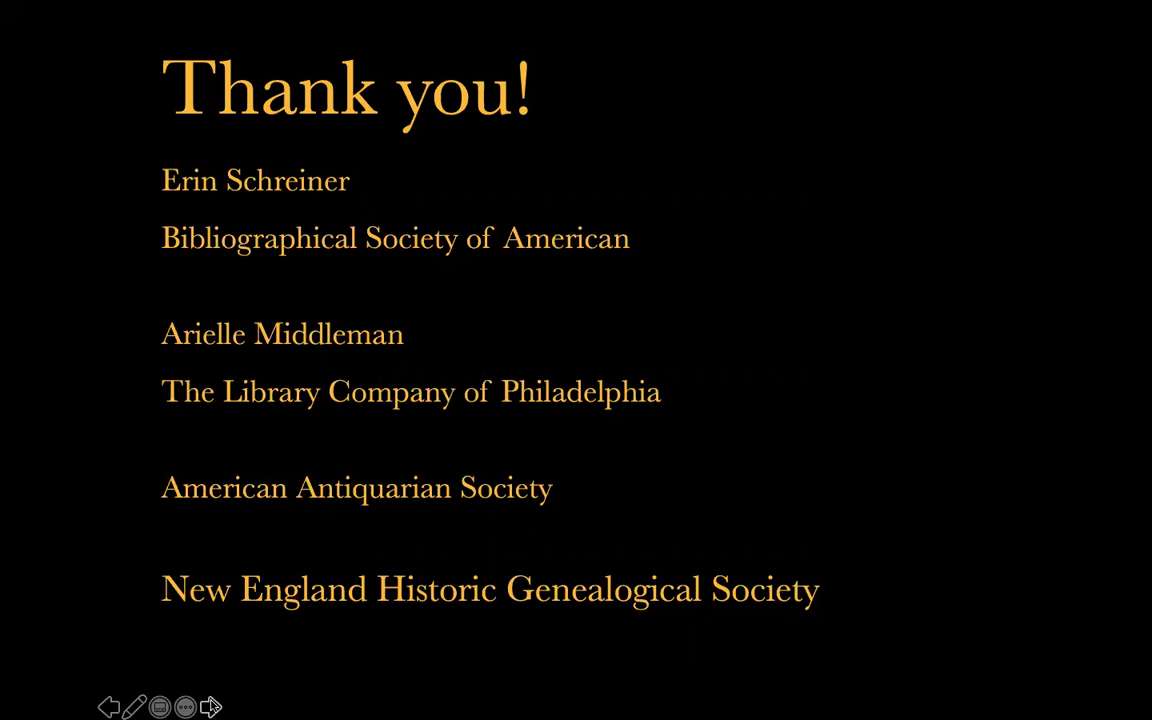 Thank you!
Erin Schreiner
Bibliographical Society of American
Arielle Middleman
The Library Company of Philadelphia
American Antiquarian Society
New England Historic Genealogical Society